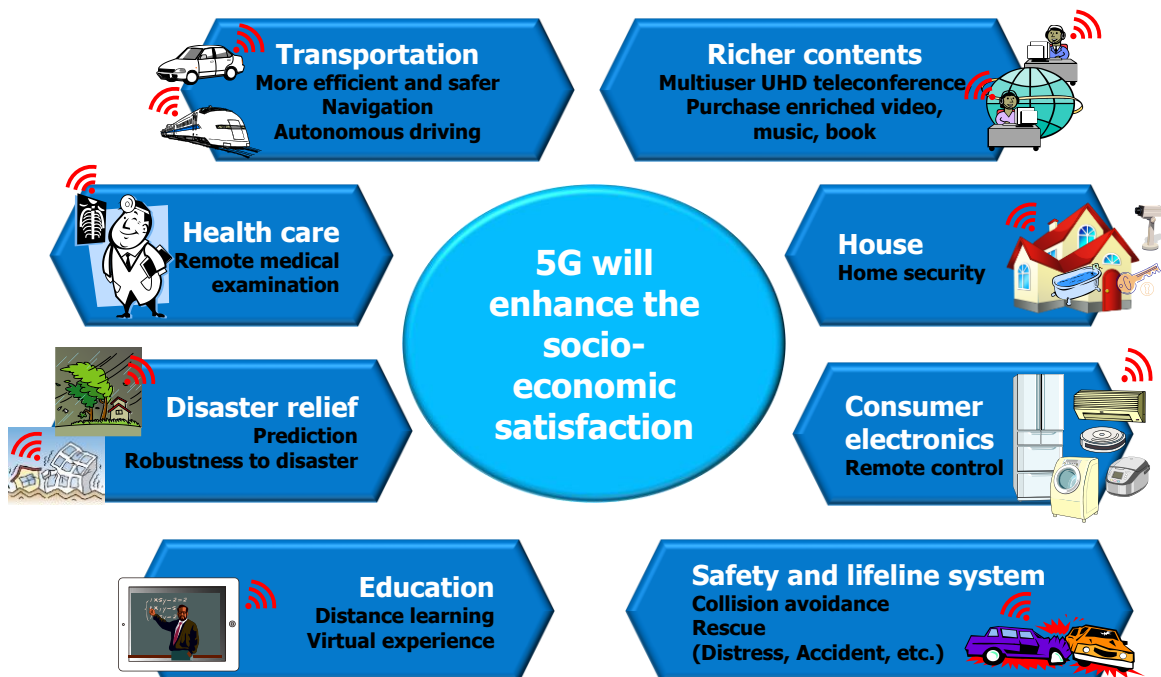 Transportation
More efficient and safer
Navigation
Autonomous driving
Richer contents
Multiuser UHD teleconference
Purchase enriched video,
music, book
Health care
Remote medical
examination
5G will
enhance the
socio-
economic
satisfaction
House
Home security
Disaster relief
Prediction
Robustness to disaster
Consumer
electronics
Remote control
Education
Distance learning
Virtual experience
Safety and lifeline system
Collision avoidance
Rescue
(Distress, Accident, etc.)